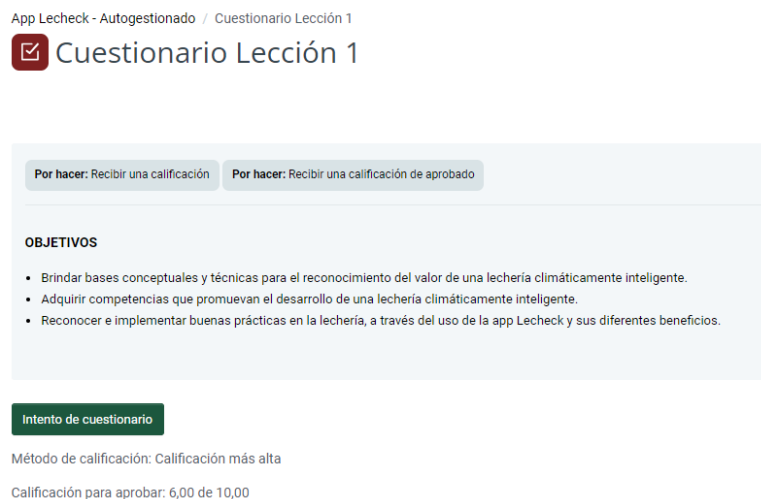 App Lecheck - Autogestionado / Cuestionario Lección 1
Cuestionario Lección 1
Por hacer: Recibir una calificación Por hacer: Recibir una calificación de aprobado
OBJETIVOS
• Brindar bases conceptuales y técnicas para el reconocimiento del valor de una lechería climáticamente inteligente.
• Adquirir competencias que promuevan el desarrollo de una lechería climáticamente inteligente.
• Reconocer e implementar buenas prácticas en la lechería, a través del uso de la app Lecheck y sus diferentes beneficios.
Intento de cuestionario
Método de calificación: Calificación más alta
Calificación para aprobar: 6,00 de 10,00